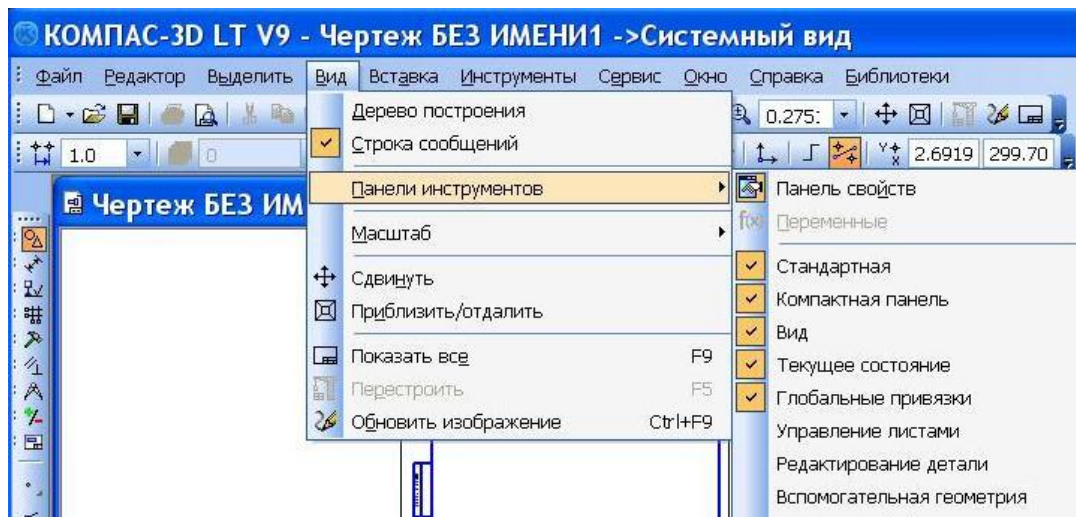 КОМПАС-3D LT V9 - Чертеж БЕЗ ИМЕНИ1 ->Системный вид
Файл Редактор Выделить Вид Вставка Инструменты Сервис Окно Справка Библиотеки
0.275:
1.0 0 2.6919 299.70
Чертеж БЕЗ ИМ
Дерево построения
Строка сообщений
Панели инструментов
Масштаб
Сдвинуть
Приблизить/отдалить
Показать все F9
Перестроить F5
Обновить изображение Ctrl+F9
Панель свойств
f(x) Переменные
Стандартная
Компактная панель
Вид
Текущее состояние
Глобальные привязки
Управление листами
Редактирование детали
Вспомогательная геометрия